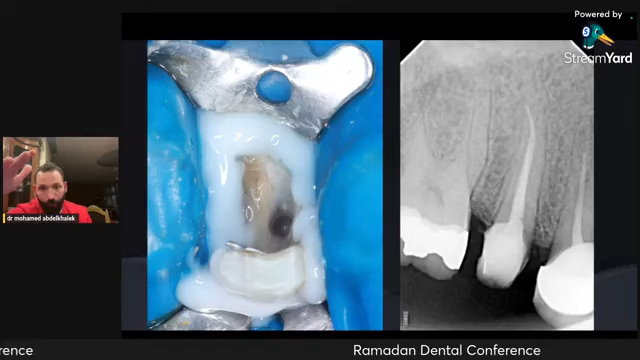 Powered by
S
StreamYard
dr mohamed abdelkhalek
rence
Ramadan Dental Conference